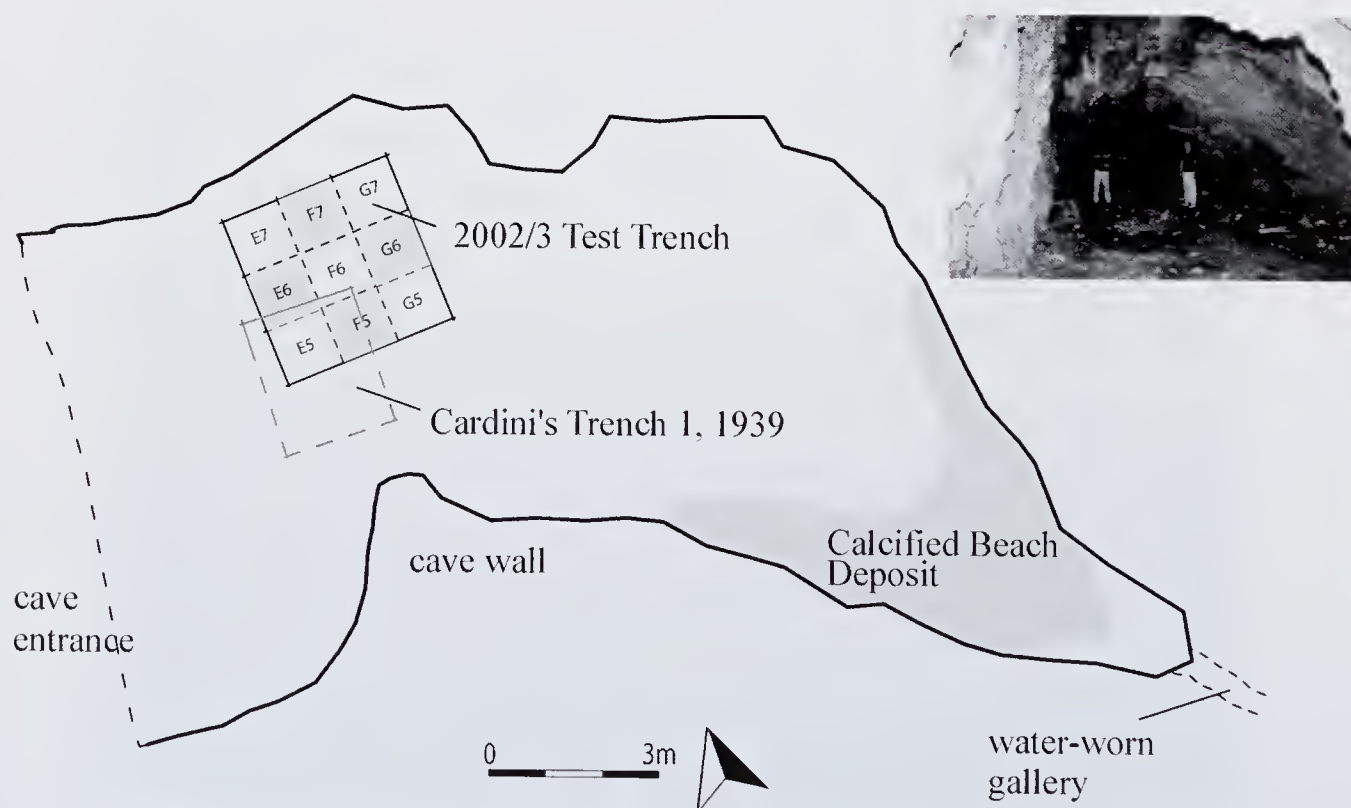 E7
F7
G7
E6
F6
G6
E5
F5
G5
2002/3 Test Trench
Cardini's Trench 1, 1939
cave wall
cave
entrance
Calcified Beach
Deposit
water-worn
gallery
0 3m